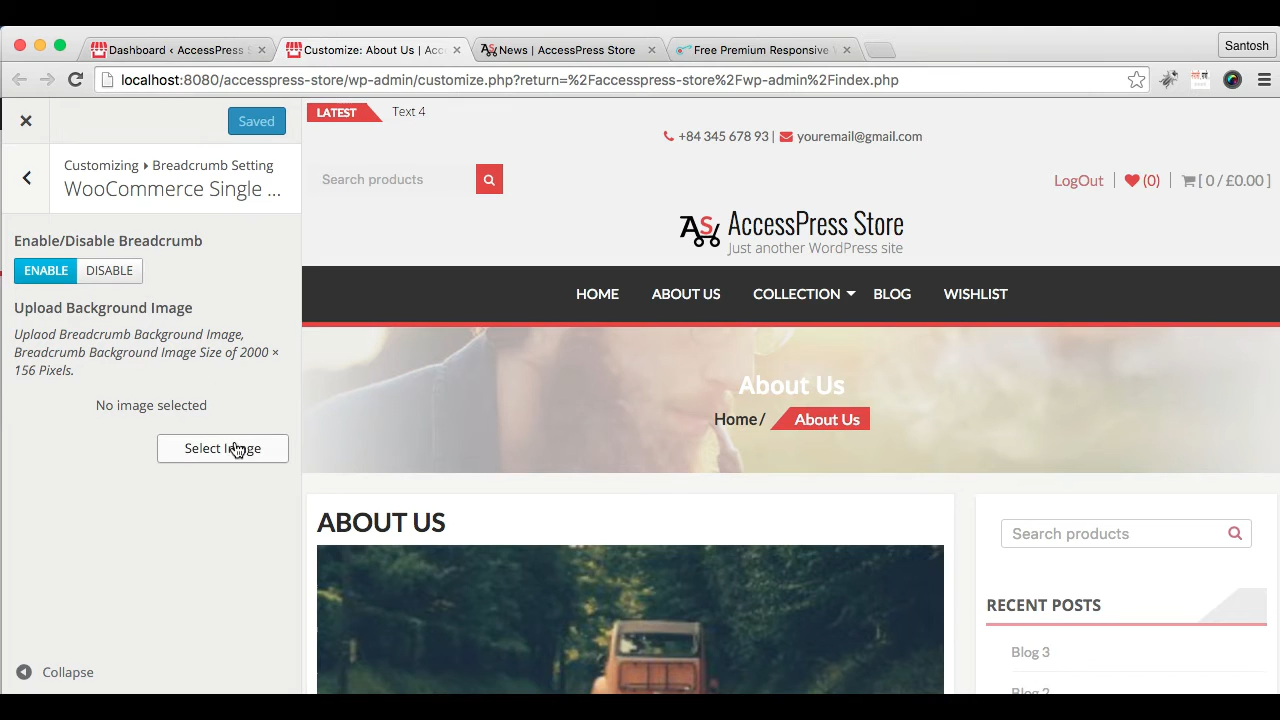 Dashboard ‹ AccessPress
Customize: About Us | Acc
News | AccessPress Store
Free Premium Responsive
Santosh
localhost:8080/accesspress-store/wp-admin/customize.php?return=%2Faccesspress-store%2Fwp-admin%2Findex.php
Saved
LATEST
Text 4
+84 345 678 93 |
youremail@gmail.com
Customizing
Breadcrumb Setting
WooCommerce Single ...
Search products
LogOut
(0)
[ 0 / £0.00 ]
AS
AccessPress Store
Just another WordPress site
Enable/Disable Breadcrumb
ENABLE
DISABLE
HOME
ABOUT US
COLLECTION
BLOG
WISHLIST
Uplaod Background Image
Uplaod Breadcrumb Background Image,
Breadcrumb Background Image Size of 2000 ×
156 Pixels.
No image selected
Select Image
About Us
Home /
About Us
ABOUT US
Search products
RECENT POSTS
Blog 3
Blog 2
Collapse